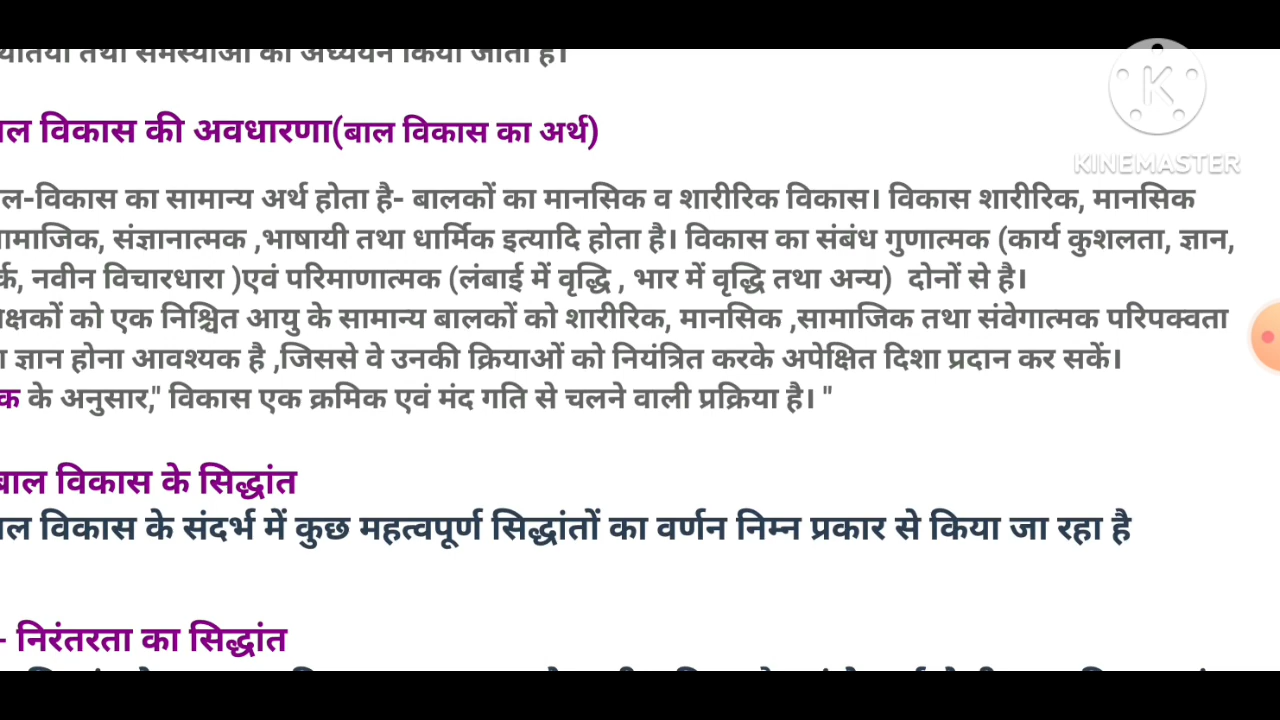 विकास की अवधारणा(बाल विकास का अर्थ)
KINEMASTER
विकास का सामान्य अर्थ होता है- बालकों का मानसिक व शारीरिक विकास। विकास शारीरिक, मानसिक
संज्ञानात्मक ,भाषायी तथा धार्मिक इत्यादि होता है। विकास का संबंध गुणात्मक (कार्य कुशलता, ज्ञान,
नवीन विचारधारा )एवं परिमाणात्मक (लंबाई में वृद्धि , भार में वृद्धि तथा अन्य) दोनों से है।
को एक निश्चित आयु के सामान्य बालकों को शारीरिक, मानसिक ,सामाजिक तथा संवेगात्मक परिपक्वता
ज्ञान होना आवश्यक है ,जिससे वे उनकी क्रियाओं को नियंत्रित करके अपेक्षित दिशा प्रदान कर सकें।
के अनुसार," विकास एक क्रमिक एवं मंद गति से चलने वाली प्रक्रिया है। "
बाल विकास के सिद्धांत
विकास के संदर्भ में कुछ महत्वपूर्ण सिद्धांतों का वर्णन निम्न प्रकार से किया जा रहा है
- निरंतरता का सिद्धांत